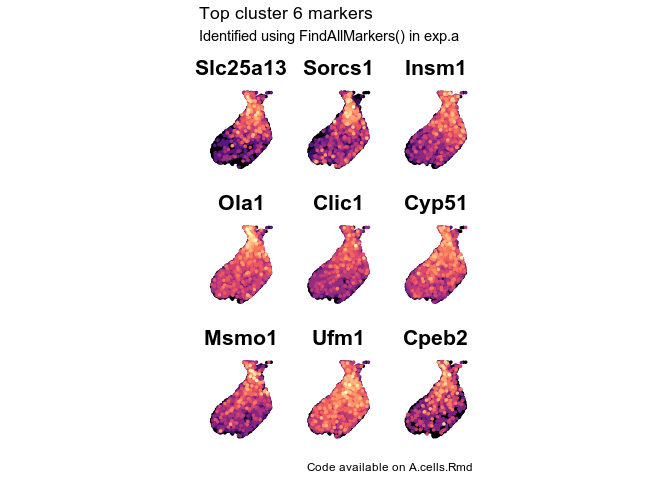 Top cluster 6 markers
Identified using FindAllMarkers() in exp.a
Slc25a13 Sorcs1 Insm1
Ola1 Clic1 Cyp51
Msmo1 Ufm1 Cpeb2
Code available on A.cells.Rmd